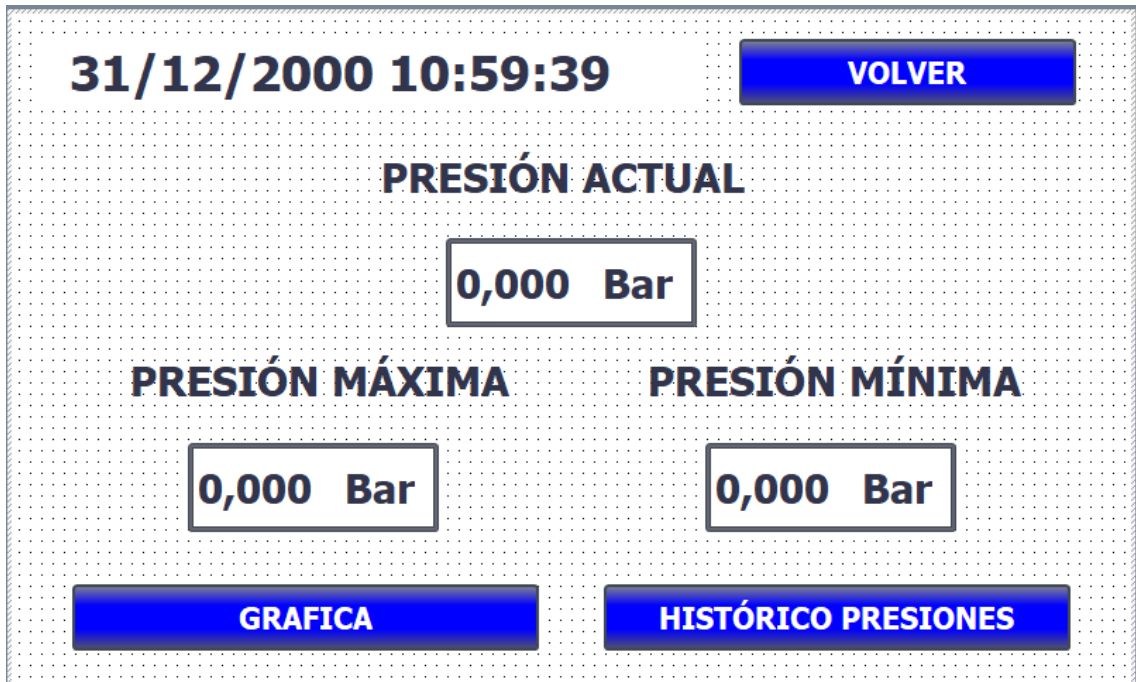 31/12/2000 10:59:39
VOLVER
PRESIÓN ACTUAL
0,000 Bar
PRESIÓN MÁXIMA
PRESIÓN MÍNIMA
0,000 Bar
0,000 Bar
GRAFICA
HISTÓRICO PRESIONES